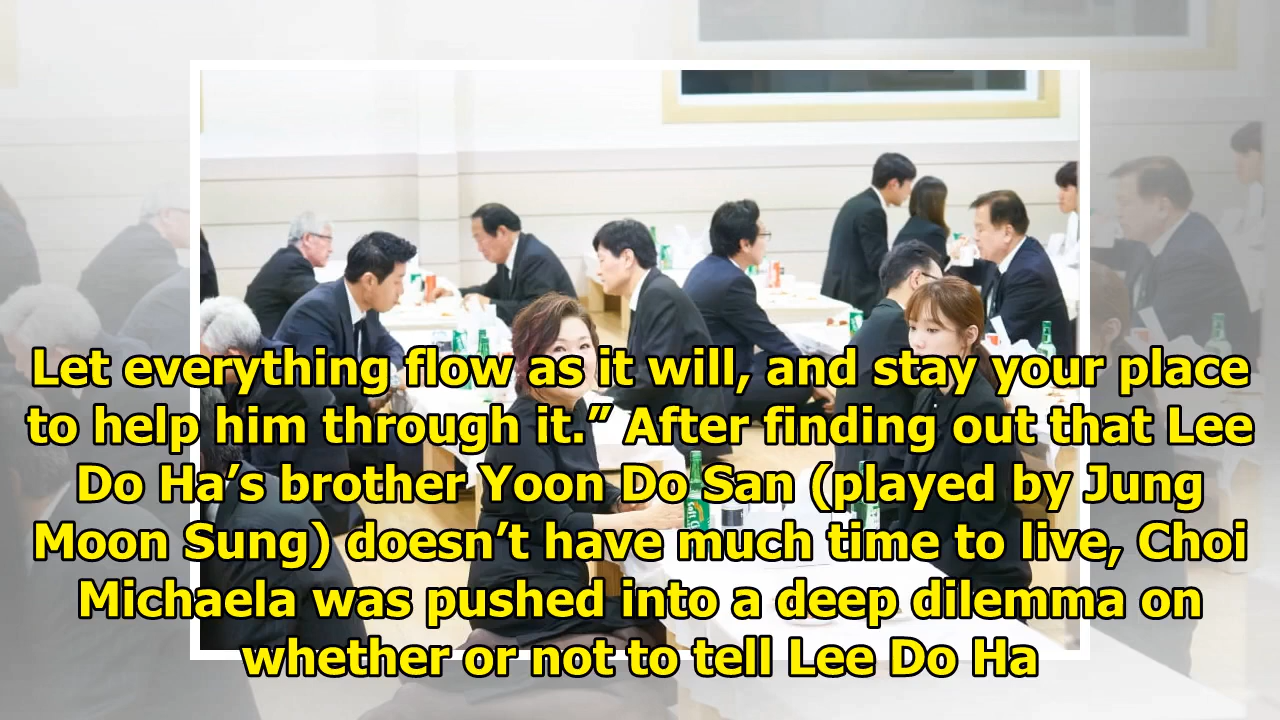 Let everything flow as it will, and stay your place
to help him through it.” After finding out that Lee
Do Ha’s brother Yoon Do San (played by Jung
Moon Sung) doesn’t have much time to live, Choi
Michaela was pushed into a deep dilemma on
whether or not to tell Lee Do Ha